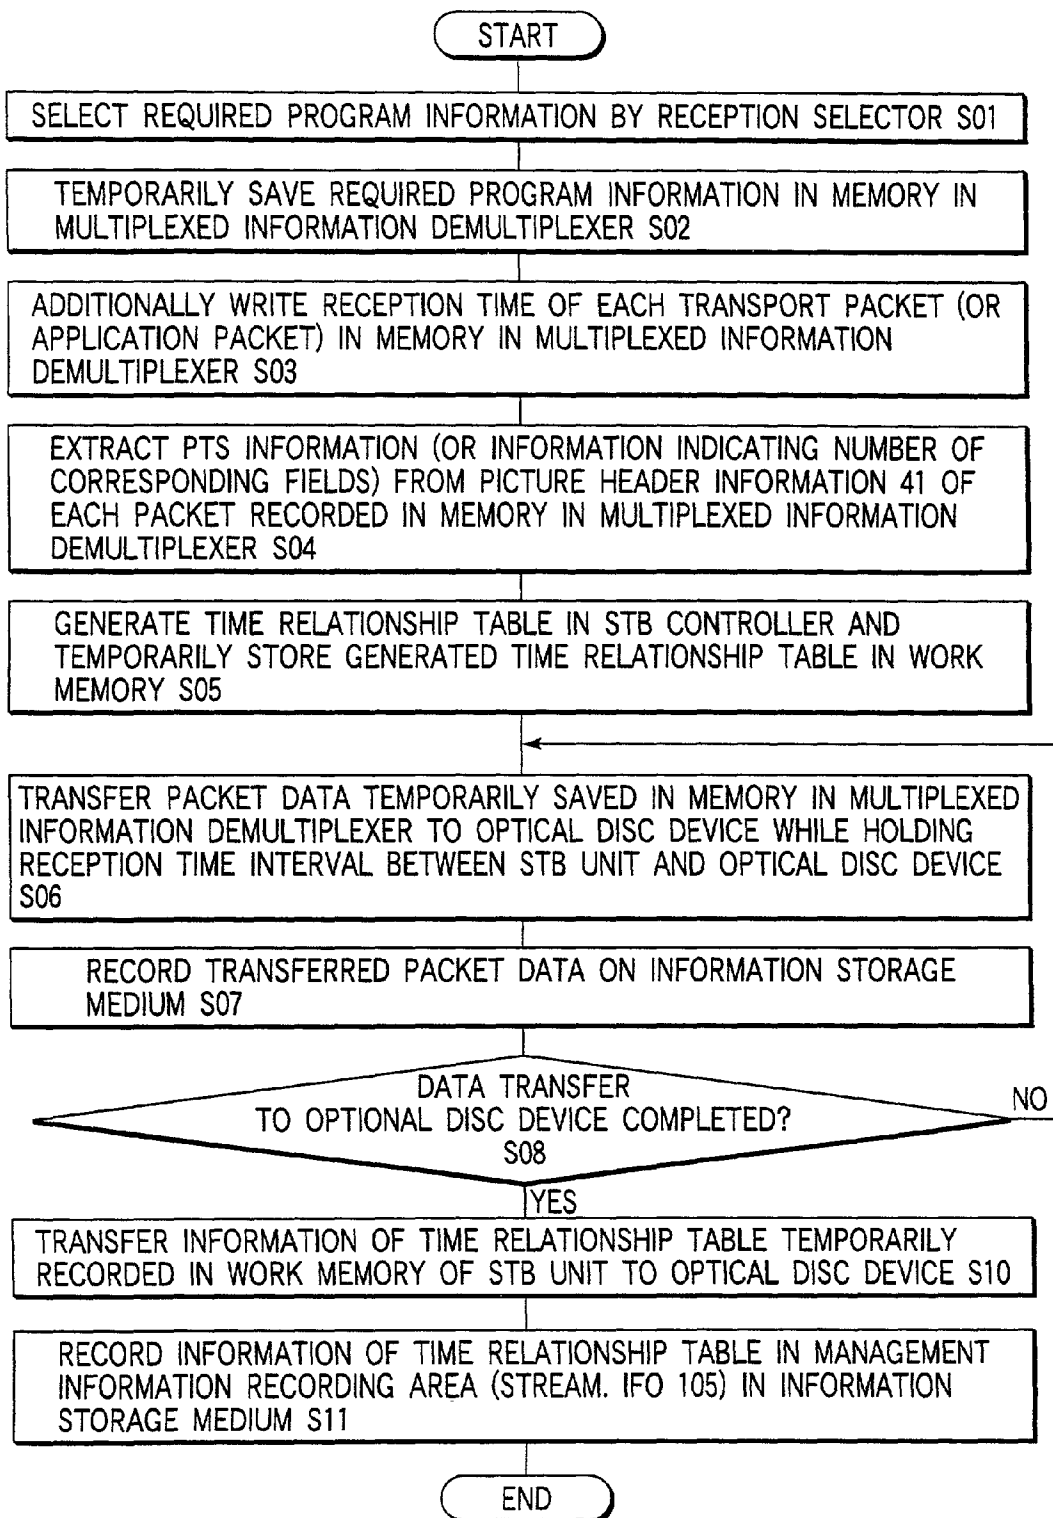 START
SELECT REQUIRED PROGRAM INFORMATION BY RECEPTION SELECTOR S01
TEMPORARILY SAVE REQUIRED PROGRAM INFORMATION IN MEMORY IN
MULTIPLEXED INFORMATION DEMULTIPLEXER S02
ADDITIONALLY WRITE RECEPTION TIME OF EACH TRANSPORT PACKET (OR
APPLICATION PACKET) IN MEMORY IN MULTIPLEXED INFORMATION
DEMULTIPLEXER S03
EXTRACT PTS INFORMATION (OR INFORMATION INDICATING NUMBER OF
CORRESPONDING FIELDS) FROM PICTURE HEADER INFORMATION 41 OF
EACH PACKET RECORDED IN MEMORY IN MULTIPLEXED INFORMATION
DEMULTIPLEXER S04
GENERATE TIME RELATIONSHIP TABLE IN STB CONTROLLER AND
TEMPORARILY STORE GENERATED TIME RELATIONSHIP TABLE IN WORK
MEMORY S05
TRANSFER PACKET DATA TEMPORARILY SAVED IN MEMORY IN MULTIPLEXED
INFORMATION DEMULTIPLEXER TO OPTICAL DISC DEVICE WHILE HOLDING
RECEPTION TIME INTERVAL BETWEEN STB UNIT AND OPTICAL DISC DEVICE
S06
RECORD TRANSFERRED PACKET DATA ON INFORMATION STORAGE
MEDIUM S07
DATA TRANSFER
TO OPTIONAL DISC DEVICE COMPLETED?
S08
NO
YES
TRANSFER INFORMATION OF TIME RELATIONSHIP TABLE TEMPORARILY
RECORDED IN WORK MEMORY OF STB UNIT TO OPTICAL DISC DEVICE S10
RECORD INFORMATION OF TIME RELATIONSHIP TABLE IN MANAGEMENT
INFORMATION RECORDING AREA (STREAM. IFO 105) IN INFORMATION
STORAGE MEDIUM S11
END